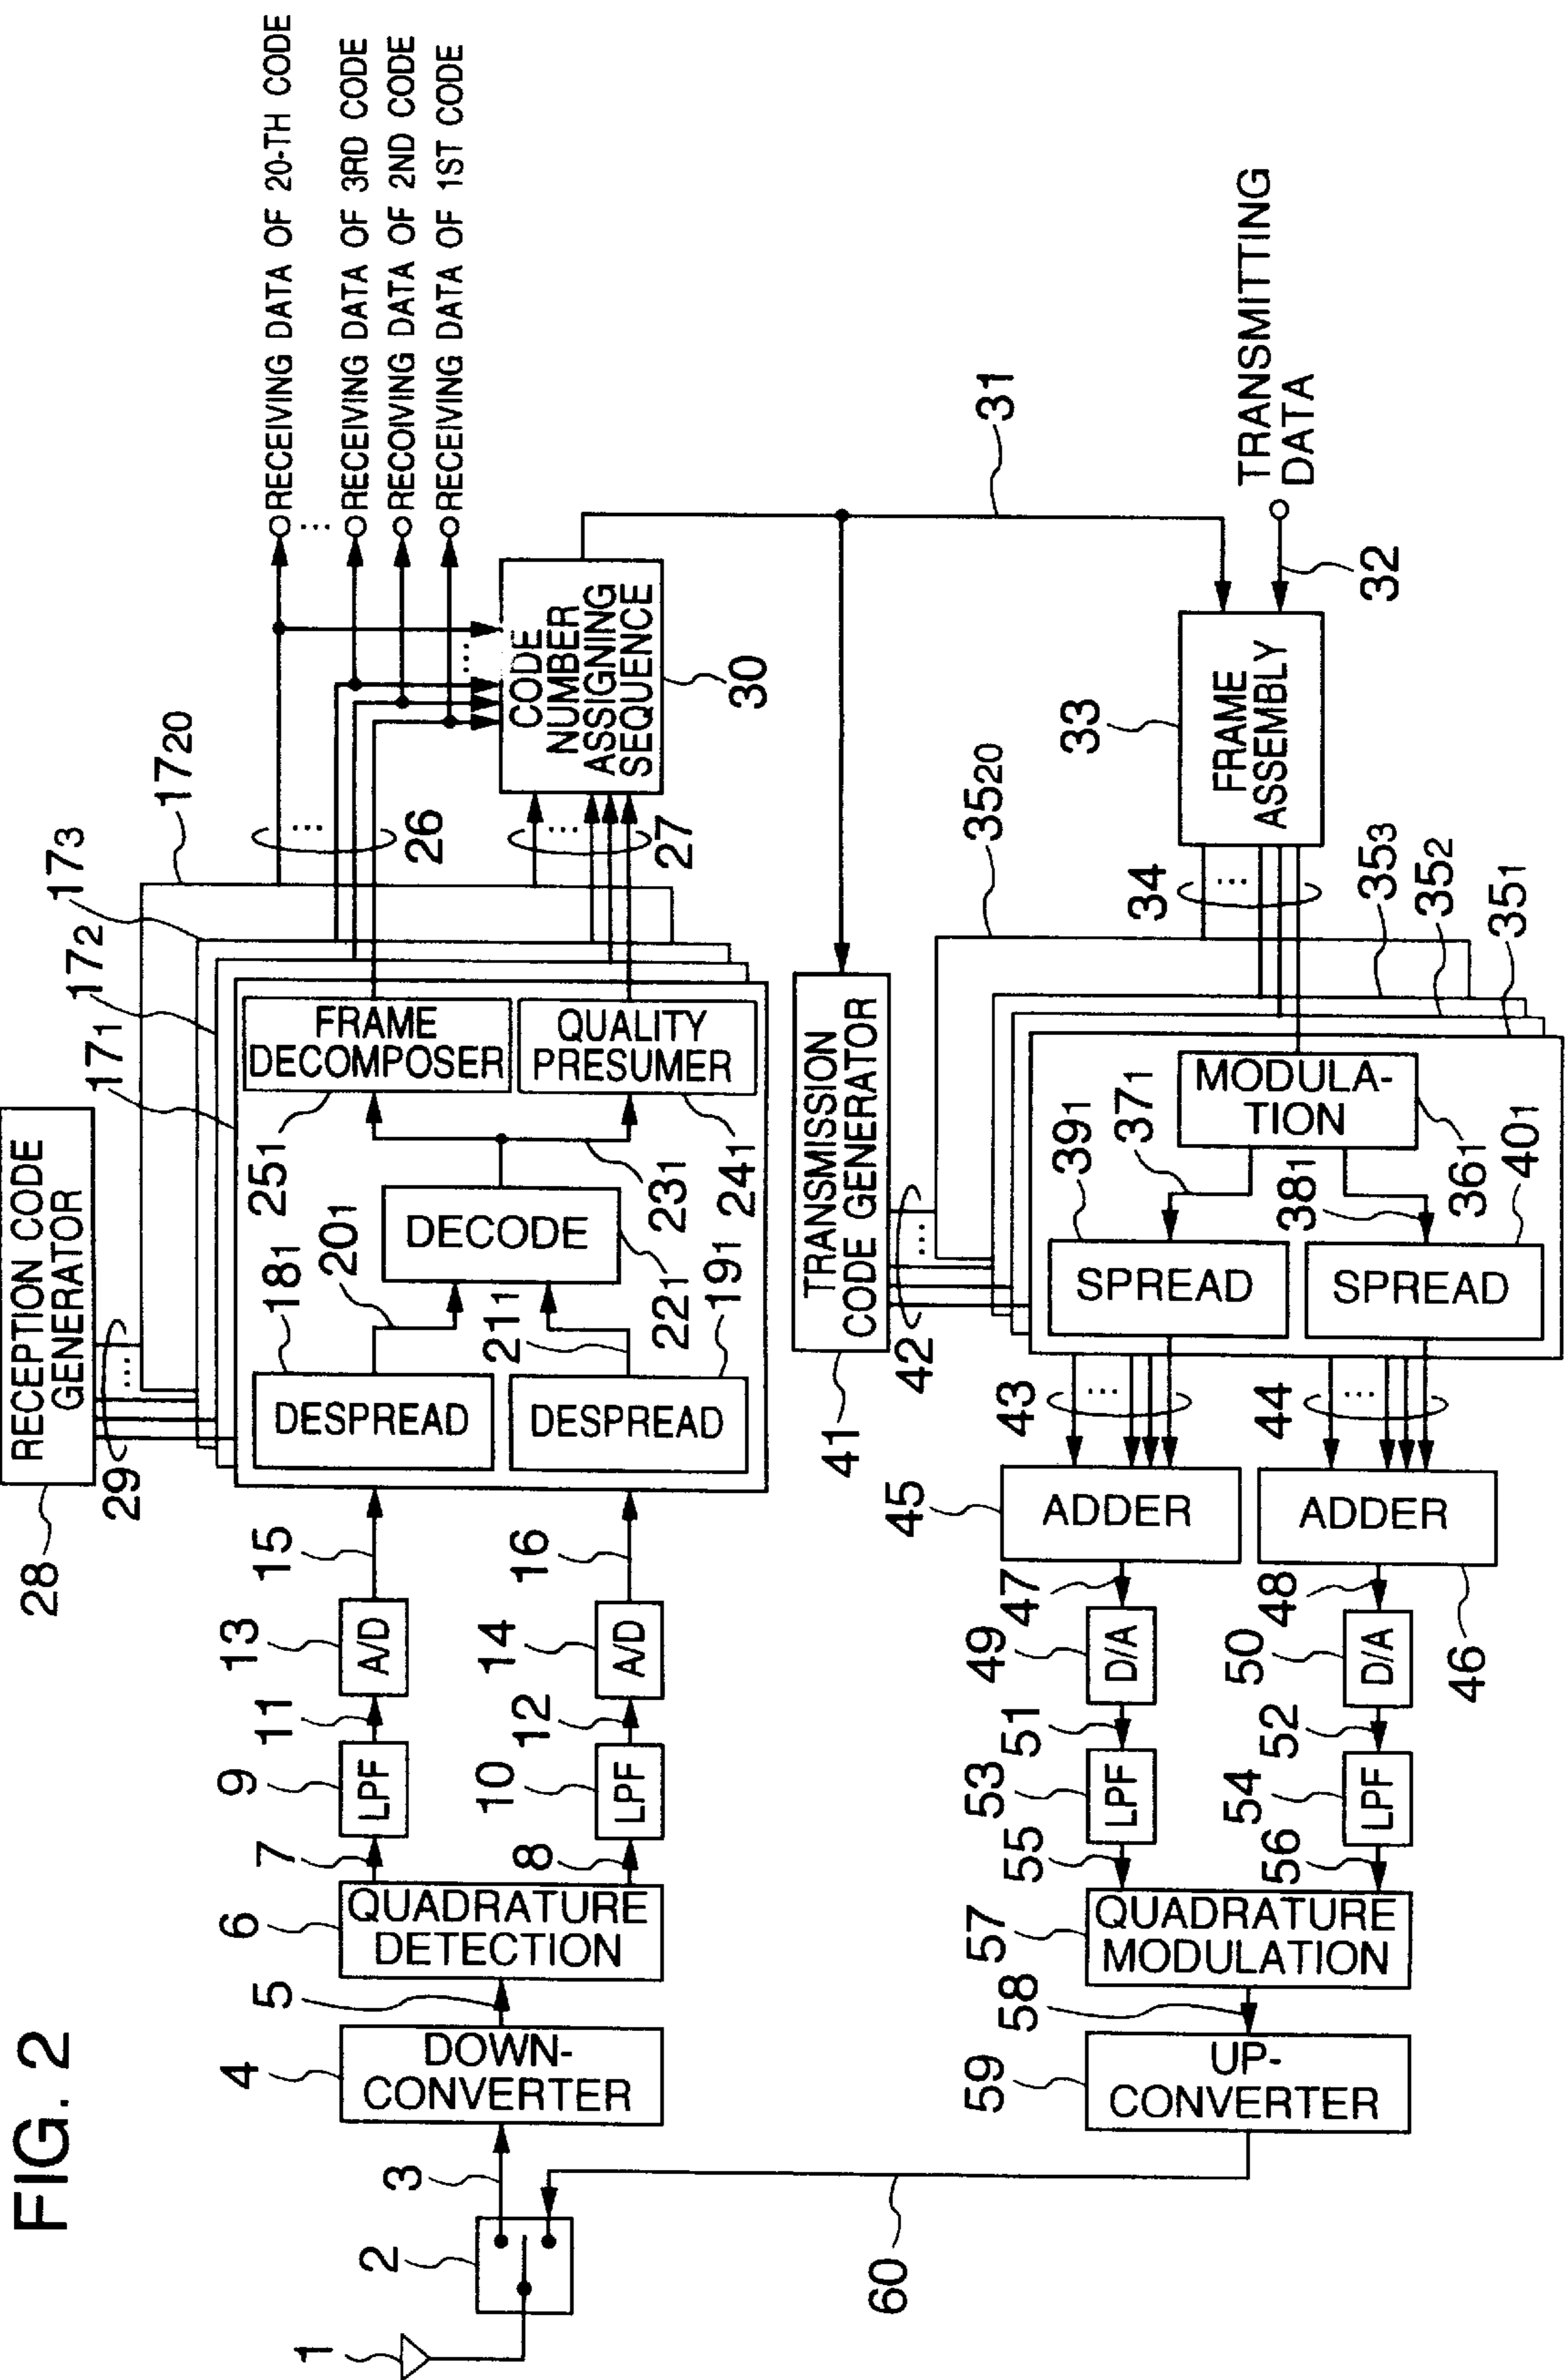 FIG. 2
RECEPTION CODE
GENERATOR
28
29
17₁
17₂
17₃
17₂₀
RECEIVING DATA OF 20-TH CODE
RECEIVING DATA OF 3RD CODE
RECOIVING DATA OF 2ND CODE
RECEIVING DATA OF 1ST CODE
1
2
3
4
DOWN-
CONVERTER
5
6
QUADRATURE
DETECTION
7
8
9
LPF
10
LPF
11
12
13
A/D
14
A/D
15
16
18₁
DESPREAD
DESPREAD
19₁
20₁
21₁
DECODE
22₁
23₁
25₁
FRAME
DECOMPOSER
QUALITY
PRESUMER
24₁
26
27
CODE
NUMBER
ASSIGNING
SEQUENCE
30
31
TRANSMITTING
DATA
32
33
FRAME
ASSEMBLY
34
35₂₀
35₃
35₂
35₁
TRANSMISSION
CODE GENERATOR
41
42
MODULA-
TION
36₁
37₁
38₁
39₁
SPREAD
SPREAD
40₁
43
44
45
ADDER
ADDER
46
47
48
49
D/A
50
D/A
51
52
53
LPF
54
LPF
55
56
57
QUADRATURE
MODULATION
58
59
UP-
CONVERTER
60